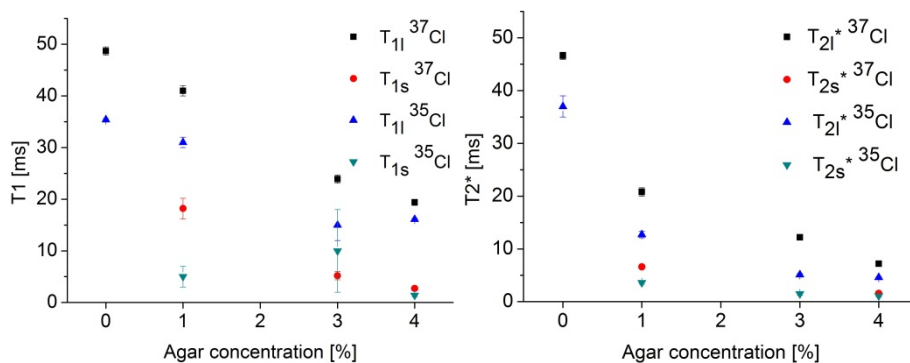 T1 [ms]
50
40
30
20
10
0
0 1 2 3 4
Agar concentration [%]
T1l 37Cl
T1s 37Cl
T1l 35Cl
T1s 35Cl
T2* [ms]
50
40
30
20
10
0
0 1 2 3 4
Agar concentration [%]
T2l* 37Cl
T2s* 37Cl
T2l* 35Cl
T2s* 35Cl